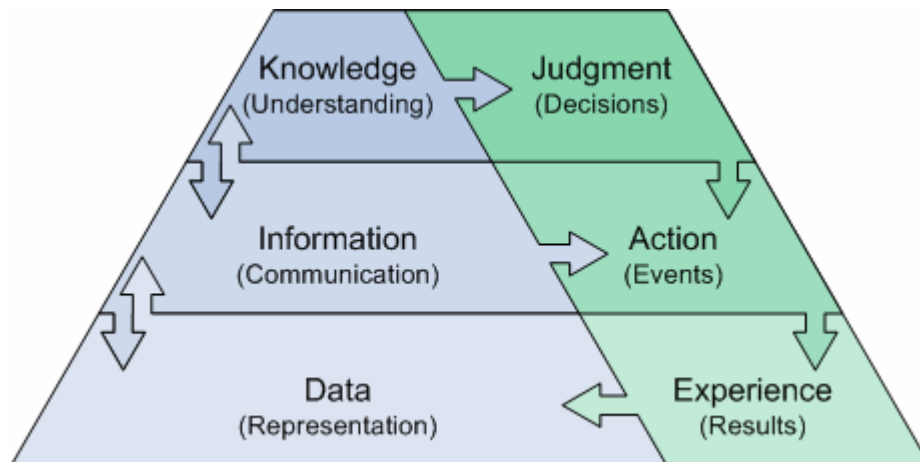 Knowledge
(Understanding)
Judgment
(Decisions)
Information
(Communication)
Action
(Events)
Data
(Representation)
Experience
(Results)